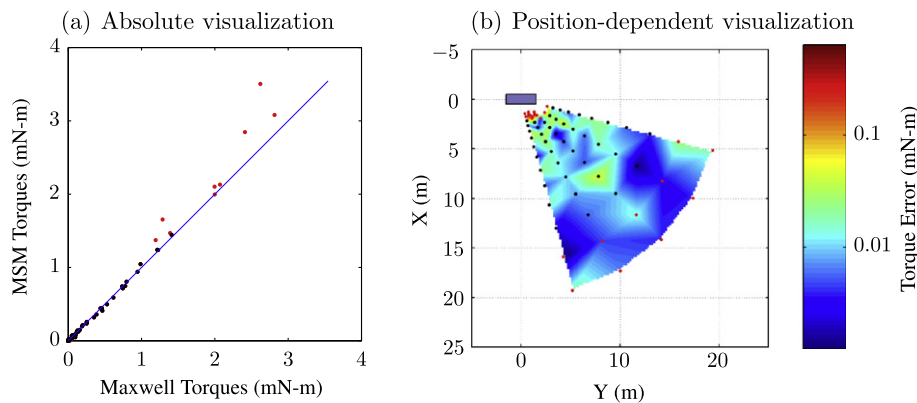 (a) Absolute visualization
4
3
2
1
0
0 1 2 3 4
MSM Torques (mN-m)
Maxwell Torques (mN-m)
(b) Position-dependent visualization
−5
0
5
10
15
20
25
0 10 20
X (m)
Y (m)
0.1
0.01
Torque Error (mN-m)